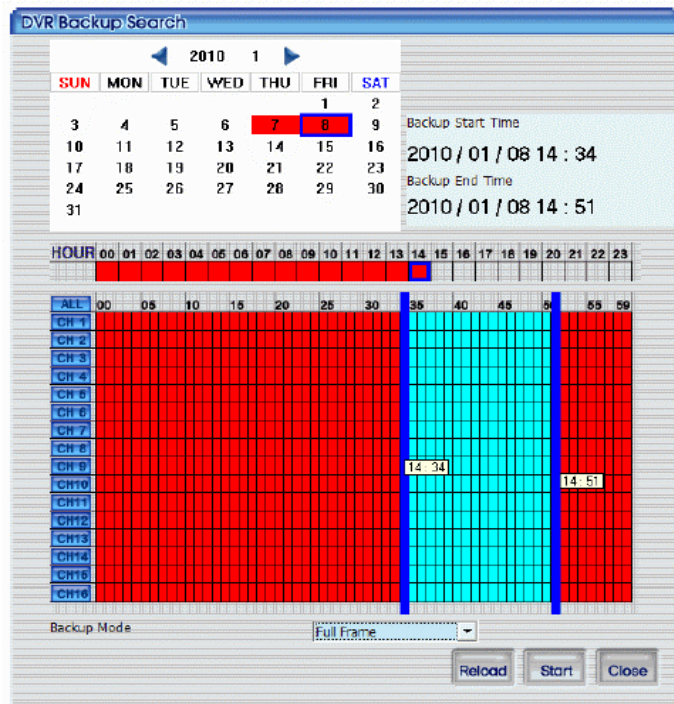 DVR Backup Search
2010 1
SUN MON TUE WED THU FRI SAT
1 2
3 4 5 6 7 8 9
10 11 12 13 14 15 16
17 18 19 20 21 22 23
24 25 26 27 28 29 30
31
Backup Start Time
2010 / 01 / 08 14 : 34
Backup End Time
2010 / 01 / 08 14 : 51
HOUR 00 01 02 03 04 05 06 07 08 09 10 11 12 13 14 15 16 17 18 19 20 21 22 23
ALL 00 05 10 15 20 25 30 35 40 45 55 59
CH 1
CH 2
CH 3
CH 4
CH 5
CH 6
CH 7
CH 8
CH 9
CH10
CH11
CH12
CH13
CH14
CH15
CH16
14 : 34
14 : 51
Backup Mode
Full Frame
Reload Start Close